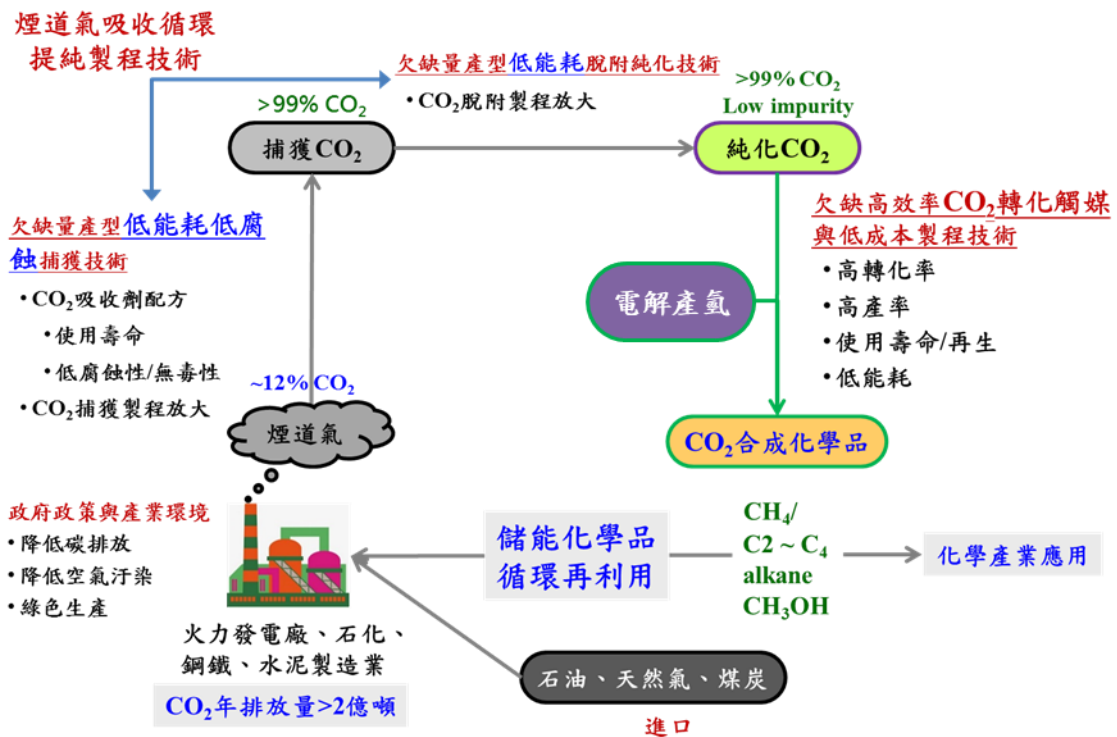 煙道氣吸收循環
提純製程技術
欠缺量產型低能耗脫附純化技術
•CO₂脫附製程放大
>99% CO₂
捕獲CO₂
>99% CO₂
Low impurity
純化CO₂
欠缺量產型低能耗低腐
蝕捕獲技術
•CO₂吸收劑配方
•使用壽命
•低腐蝕性/無毒性
•CO₂捕獲製程放大
欠缺高效率CO₂轉化觸媒
與低成本製程技術
•高轉化率
•高產率
•使用壽命/再生
•低能耗
電解產氫
~12% CO₂
煙道氣
CO₂合成化學品
政府政策與產業環境
•降低碳排放
•降低空氣汙染
•綠色生產
儲能化學品
循環再利用
CH₄/
C2 ~ C₄
alkane
CH₃OH
化學產業應用
火力發電廠、石化、
鋼鐵、水泥製造業
CO₂年排放量>2億噸
石油、天然氣、煤炭
進口